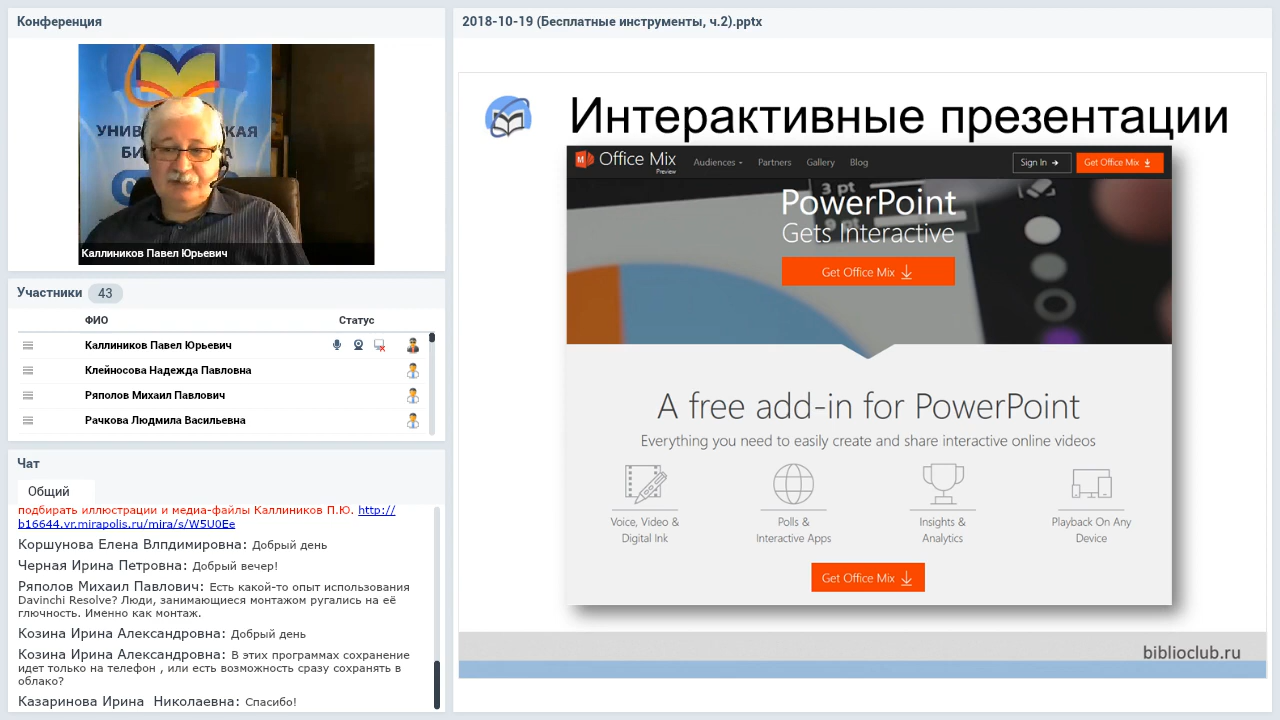 Конференция
Каллиников Павел Юрьевич
Участники 43
ФИО Статус
Каллиников Павел Юрьевич
Клейносова Надежда Павловна
Ряполов Михаил Павлович
Рачкова Людмила Васильевна
Чат
Общий
подбирать иллюстрации и медиа-файлы Каллиников П.Ю. http://
b16644.vr.mirapolis.ru/mira/s/W5U0Ee
Коршунова Елена Влпдимировна: Добрый день
Черная Ирина Петровна: Добрый вечер!
Ряполов Михаил Павлович: Есть какой-то опыт использования
Davinchi Resolve? Люди, занимающиеся монтажом ругались на её
глючность. Именно как монтаж.
Козина Ирина Александровна: Добрый день
Козина Ирина Александровна: В этих программах сохранение
идет только на телефон , или есть возможность сразу сохранять в
облако?
Казаринова Ирина Николаевна: Спасибо!
2018-10-19 (Бесплатные инструменты, ч.2).pptx
Интерактивные презентации
Office Mix Audiences Partners Gallery Blog Sign In Get Office Mix
Preview
3 pt
PowerPoint
Gets Interactive
Get Office Mix
A free add-in for PowerPoint
Everything you need to easily create and share interactive online videos
Voice, Video & Polls & Insights & Playback On Any
Digital Ink Interactive Apps Analytics Device
Get Office Mix
biblioclub.ru